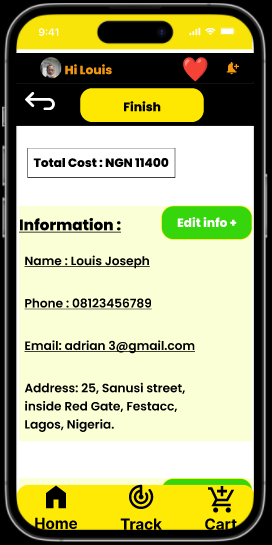 9:41
Hi Louis
Finish
Total Cost : NGN 11400
Information :
Edit info +
Name : Louis Joseph
Phone : 08123456789
Email: adrian 3@gmail.com
Address: 25, Sanusi street,
inside Red Gate, Festacc,
Lagos, Nigeria.
Home
Track
Cart